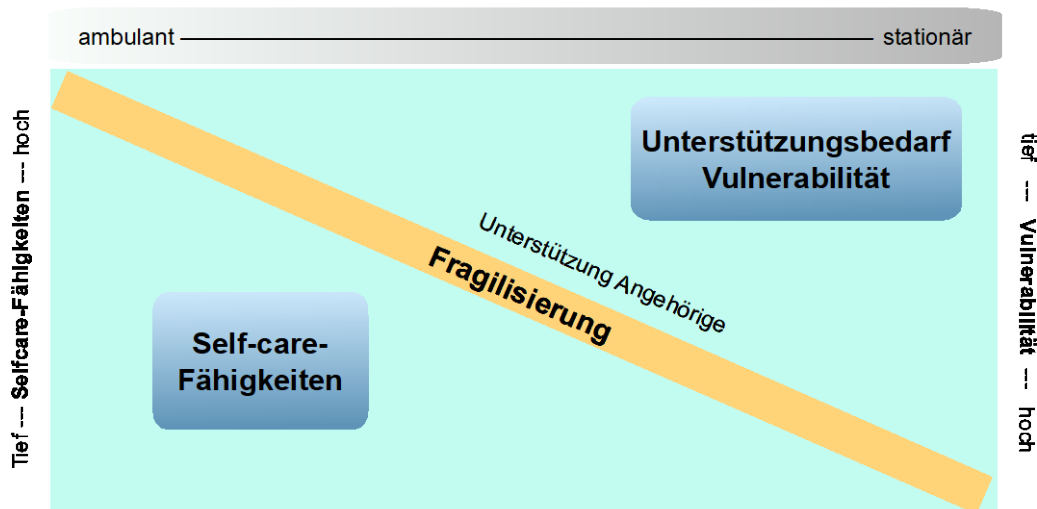 ambulant
stationär
Tief --- Selfcare-Fähigkeiten --- hoch
Unterstützungsbedarf
Vulnerabilität
tief --- Vulnerabilität --- hoch
Unterstützung Angehörige
Fragilisierung
Self-care-
Fähigkeiten